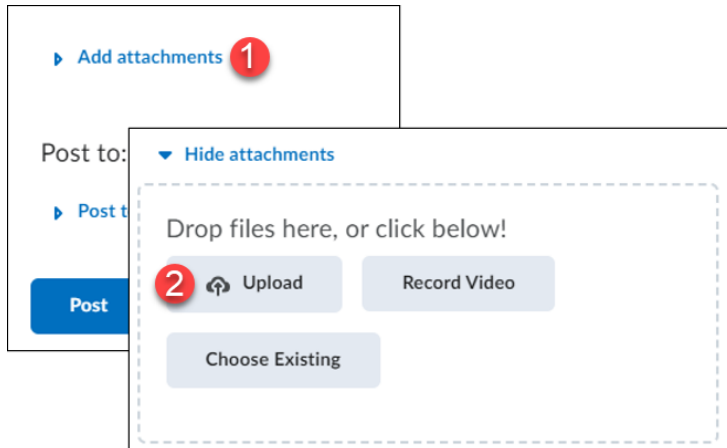 Add attachments 1
Post to:
Post t
Post
Hide attachments
Drop files here, or click below!
2 Upload Record Video
Choose Existing